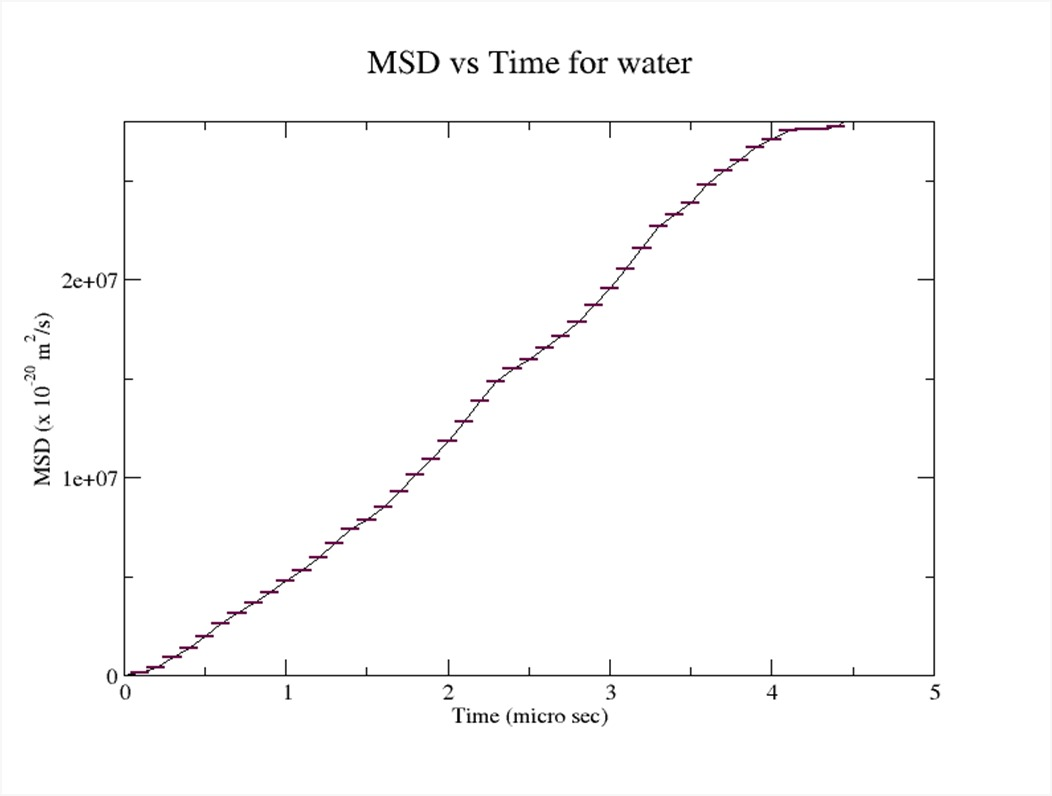 MSD vs Time for water
2e+07
1e+07
0
MSD (x 10⁻²⁰ m²/s)
0 1 2 3 4 5
Time (micro sec)